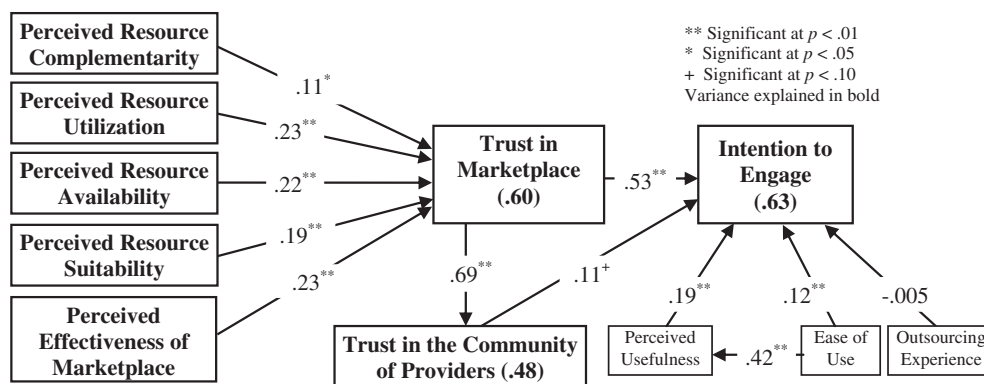 Perceived Resource
Complementarity
Perceived Resource
Utilization
Perceived Resource
Availability
Perceived Resource
Suitability
Perceived
Effectiveness of
Marketplace
.11*
.23**
.22**
.19**
.23**
Trust in
Marketplace
(.60)
.53**
.69**
.11+
Trust in the Community
of Providers (.48)
** Significant at p < .01
* Significant at p < .05
+ Significant at p < .10
Variance explained in bold
Intention to
Engage
(.63)
.19**
.12**
-.005
Perceived
Usefulness
.42**
Ease of
Use
Outsourcing
Experience